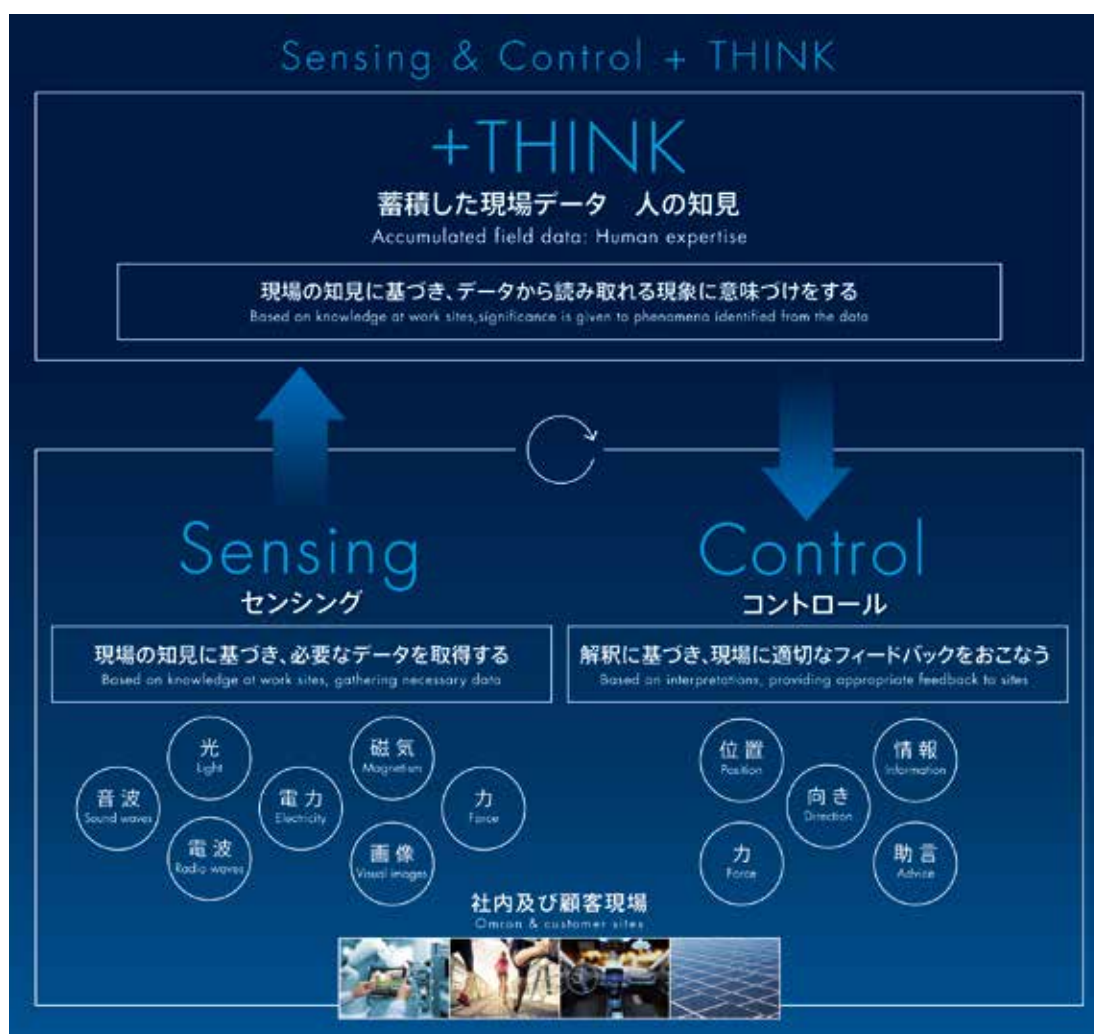 Sensing & Control + THINK
+THINK
蓄積した現場データ　人の知見
Accumulated field data: Human expertise
現場の知見に基づき、データから読み取れる現象に意味づけをする
Based on knowledge at work sites,significance is given to phenomena identified from the data
Sensing
センシング
現場の知見に基づき、必要なデータを取得する
Based on knowledge at work sites, gathering necessary data
音波
Sound waves
光
Light
電波
Radio waves
電力
Electricity
磁気
Magnetism
画像
Visual images
力
Force
Control
コントロール
解釈に基づき、現場に適切なフィードバックをおこなう
Based on interpretations, providing appropriate feedback to sites
位置
Position
力
Force
向き
Direction
情報
Information
助言
Advice
社内及び顧客現場
Omron & customer sites